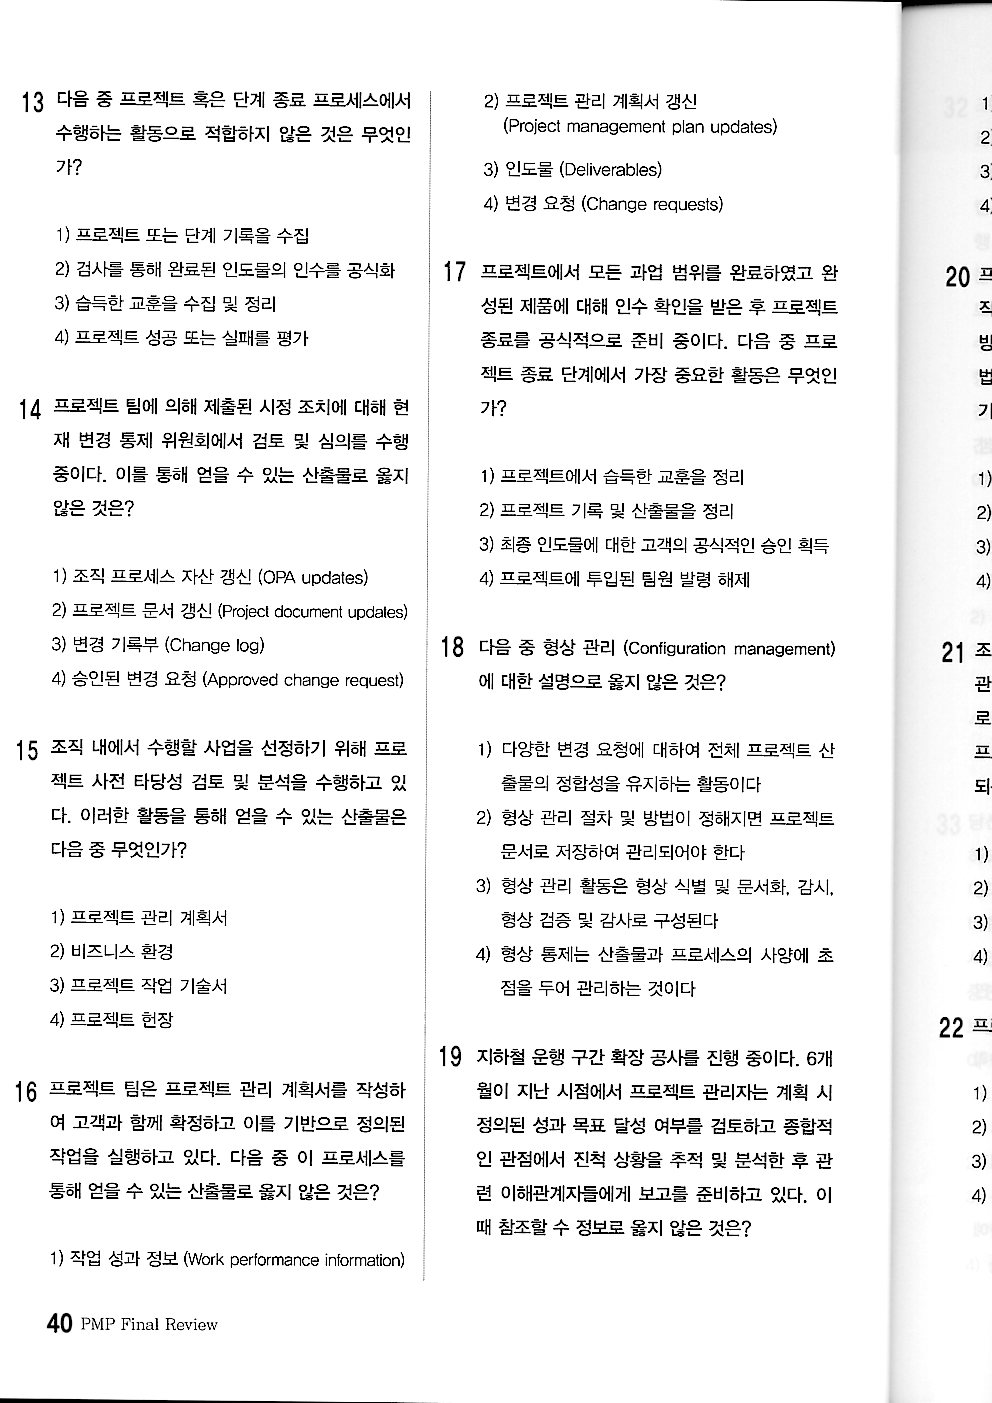 13 다음 중 프로젝트 혹은 단계 종료 프로세스에서
수행하는 활동으로 적합하지 않은 것은 무엇인
가?
1) 프로젝트 또는 단계 기록을 수집
2) 검사를 통해 완료된 인도물의 인수를 공식화
3) 습득한 교훈을 수집 및 정리
4) 프로젝트 성공 또는 실패를 평가
14 프로젝트 팀에 의해 제출된 시정 조치에 대해 현
재 변경 통제 위원회에서 검토 및 심의를 수행
중이다. 이를 통해 얻을 수 있는 산출물로 옳지
않은 것은?
1) 조직 프로세스 자산 갱신 (OPA updates)
2) 프로젝트 문서 갱신 (Project document updates)
3) 변경 기록부 (Change log)
4) 승인된 변경 요청 (Approved change request)
15 조직 내에서 수행할 사업을 선정하기 위해 프로
젝트 사전 타당성 검토 및 분석을 수행하고 있
다. 이러한 활동을 통해 얻을 수 있는 산출물은
다음 중 무엇인가?
1) 프로젝트 관리 계획서
2) 비즈니스 환경
3) 프로젝트 작업 기술서
4) 프로젝트 헌장
16 프로젝트 팀은 프로젝트 관리 계획서를 작성하
여 고객과 함께 확정하고 이를 기반으로 정의된
작업을 실행하고 있다. 다음 중 이 프로세스를
통해 얻을 수 있는 산출물로 옳지 않은 것은?
1) 작업 성과 정보 (Work performance information)
2) 프로젝트 관리 계획서 갱신
(Project management plan updates)
3) 인도물 (Deliverables)
4) 변경 요청 (Change requests)
17 프로젝트에서 모든 과업 범위를 완료하였고 완
성된 제품에 대해 인수 확인을 받은 후 프로젝트
종료를 공식적으로 준비 중이다. 다음 중 프로
젝트 종료 단계에서 가장 중요한 활동은 무엇인
가?
1) 프로젝트에서 습득한 교훈을 정리
2) 프로젝트 기록 및 산출물을 정리
3) 최종 인도물에 대한 고객의 공식적인 승인 획득
4) 프로젝트에 투입된 팀원 발령 해제
18 다음 중 형상 관리 (Configuration management)
에 대한 설명으로 옳지 않은 것은?
1) 다양한 변경 요청에 대하여 전체 프로젝트 산
출물의 정합성을 유지하는 활동이다
2) 형상 관리 절차 및 방법이 정해지면 프로젝트
문서로 저장하여 관리되어야 한다
3) 형상 관리 활동은 형상 식별 및 문서화, 감시,
형상 검증 및 감사로 구성된다
4) 형상 통제는 산출물과 프로세스의 사양에 초
점을 두어 관리하는 것이다
19 지하철 운행 구간 확장 공사를 진행 중이다. 6개
월이 지난 시점에서 프로젝트 관리자는 계획 시
정의된 성과 목표 달성 여부를 검토하고 종합적
인 관점에서 진척 상황을 추적 및 분석한 후 관
련 이해관계자들에게 보고를 준비하고 있다. 이
때 참조할 수 정보로 옳지 않은 것은?
40 PMP Final Review
1)
2)
3)
4)
20 프
직
방
법
기
1)
2)
3)
4)
21 조
관
로
프
되
1)
2)
3)
4)
22 프
1)
2)
3)
4)